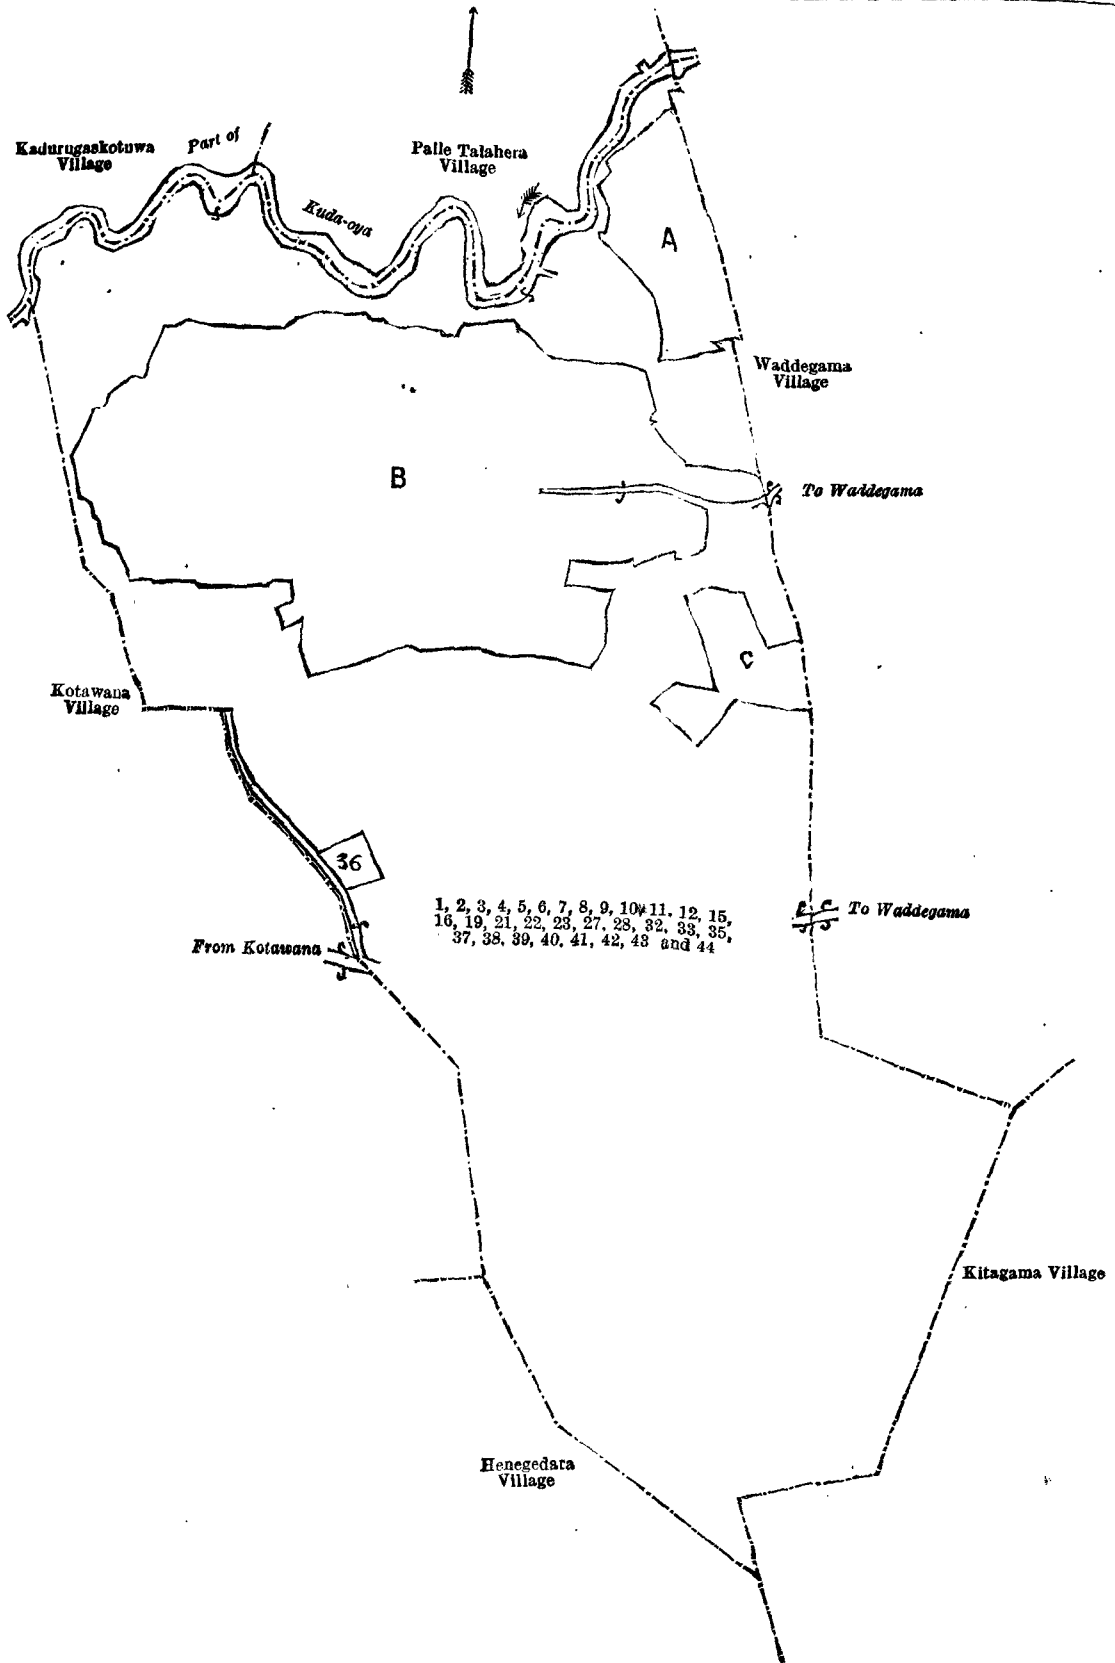 Kadurugaskotuwa
Village
Part of
Palle Talahera
Village
Kuda-oya
A
Waddegama
Village
B
To Waddegama
C
Kotawana
Village
36
1, 2, 3, 4, 5, 6, 7, 8, 9, 10, 11, 12, 15,
16, 19, 21, 22, 23, 27, 28, 32, 33, 35,
37, 38, 39, 40, 41, 42, 43 and 44
To Waddegama
From Kotawana
Kitagama Village
Henegedara
Village